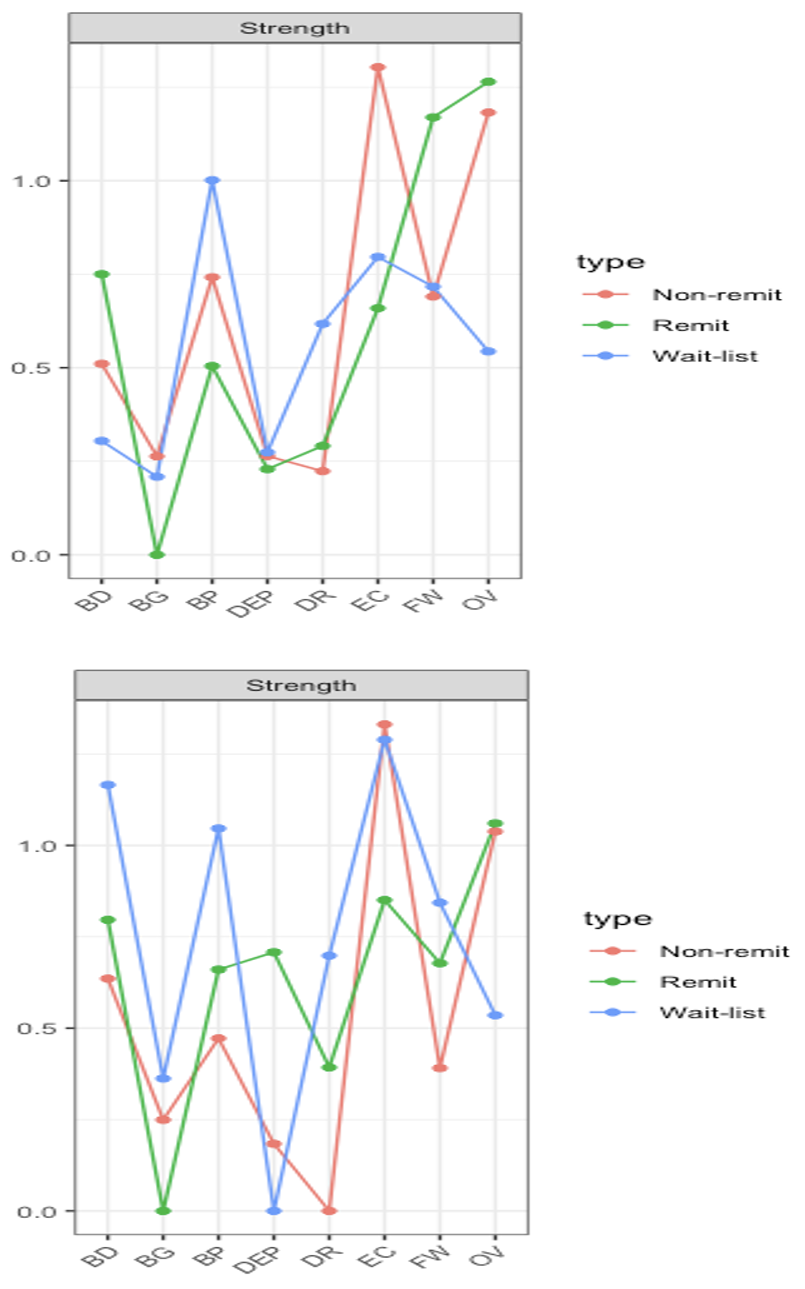 Strength
1.0
0.5
0.0
BD BG BP DEP DR EC FW OV
type
Non-remit
Remit
Wait-list
Strength
1.0
0.5
0.0
BD BG BP DEP DR EC FW OV
type
Non-remit
Remit
Wait-list